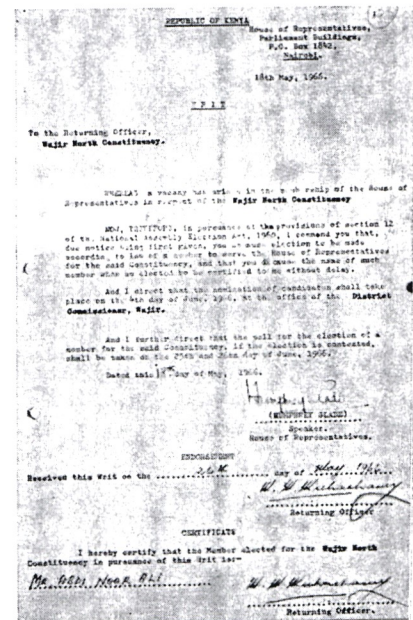 REPUBLIC OF KENYA
House of Representatives,
Parliament Buildings,
P.O. Box 1842,
Nairobi.
18th May, 1966.
WRIT
To the Returning Officer,
Wajir North Constituency.
WHEREAS a vacancy has in the membership of the House of
Representatives in respect of the Wajir North Constituency
NOW, THEREFORE, in pursuance of the provisions of section 12
of the National Assembly Elections Act, I command you that,
due notice being first given, you election to be made
according to law of a member to serve the House of Representatives
for the said Constituency, and that you cause the name of such
member when so elected to be certified to me without delay.
And I direct that the nomination of candidates shall take
place on the day of June, 1966, at the office of the District
Commissioner, Wajir.
And I further direct that the poll for the election of a
member for the said Constituency, if the election is contested,
shall be taken on the 25th and 26th day of June, 1966.
Dated this day of May, 1966.
(HUMPHREY SLADE)
Speaker.
House of Representatives.
ENDORSEMENT
Received this Writ on the day of May
Returning Officer
CERTIFICATE
I hereby certify that the Member elected for the Wajir North
Constituency in pursuance of this Writ is:-
Mr. ABDI NOOR ALI
Returning Officer.